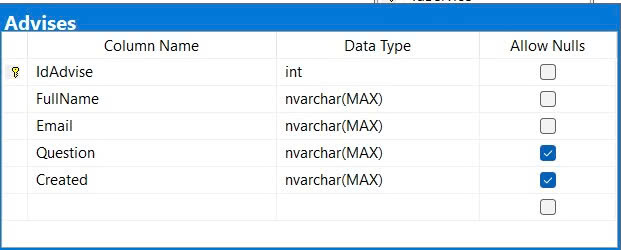 Advises
Column Name Data Type Allow Nulls
IdAdvise int
FullName nvarchar(MAX)
Email nvarchar(MAX)
Question nvarchar(MAX)
Created nvarchar(MAX)